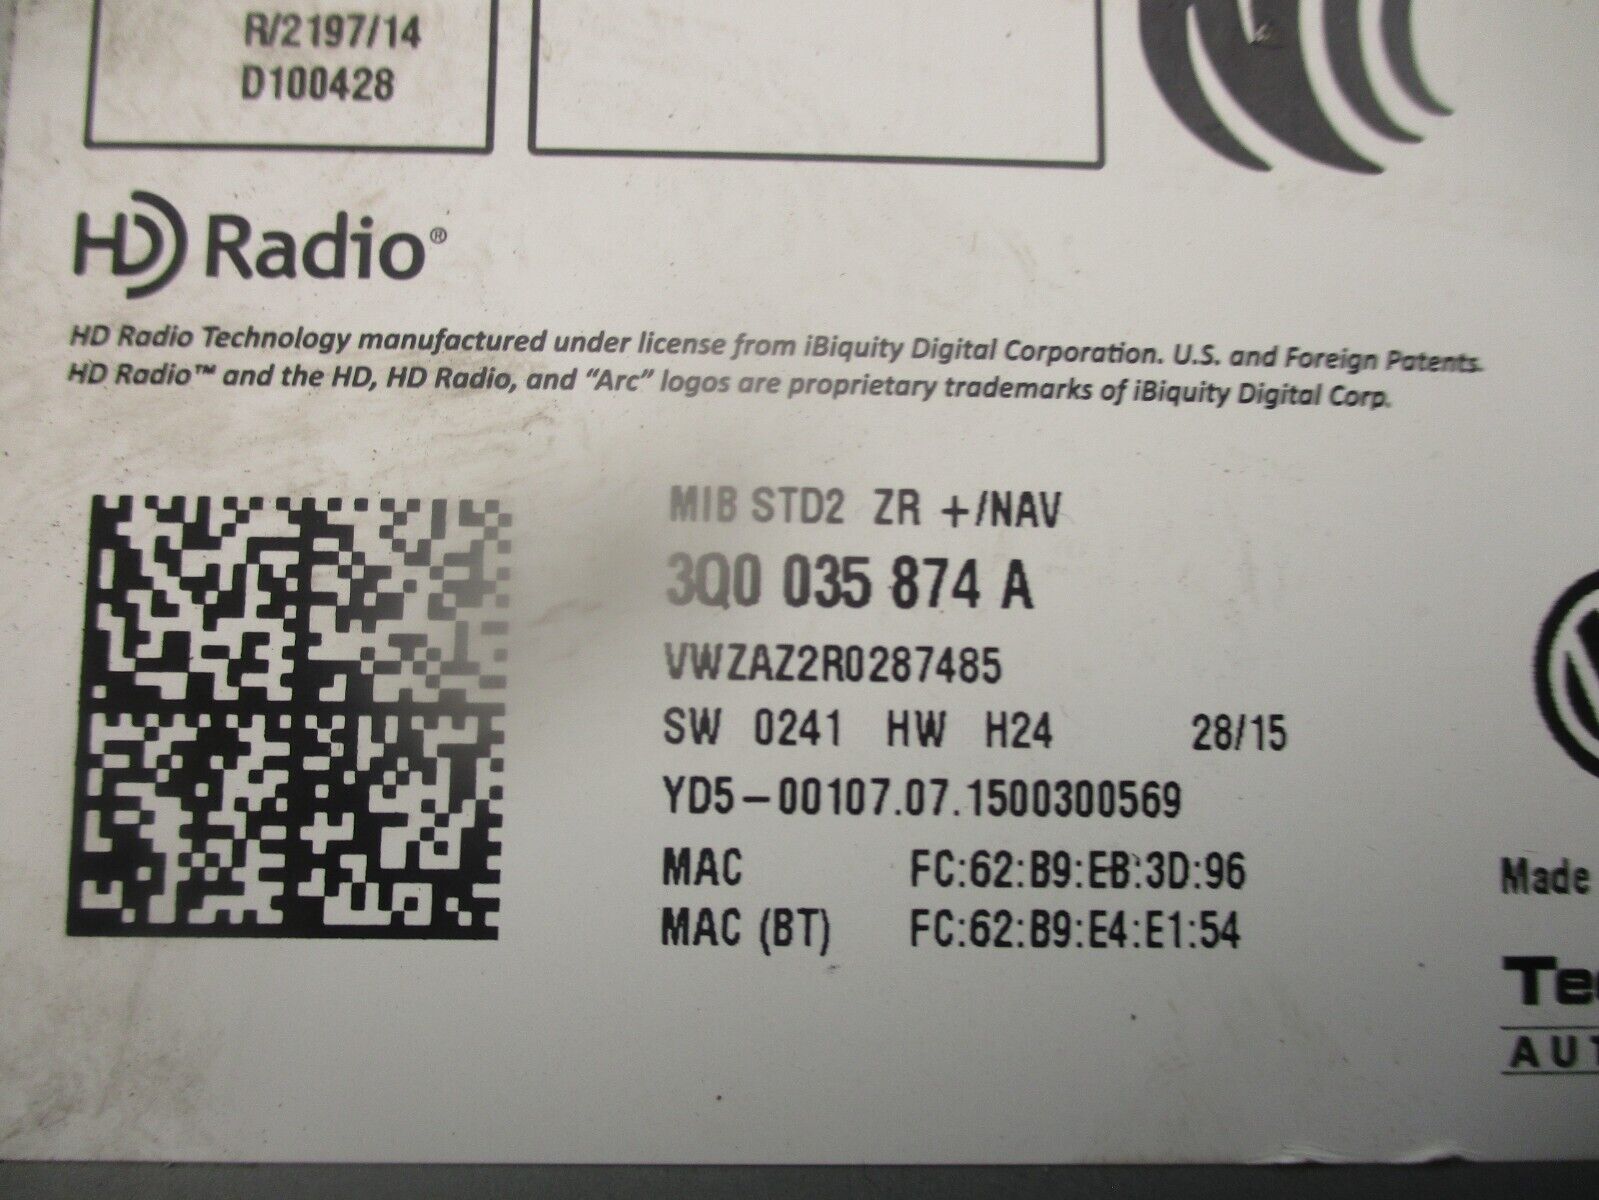 R/2197/14
D100428
HD Radio®
HD Radio Technology manufactured under license from iBiquity Digital Corporation. U.S. and Foreign Patents.
HD Radio™ and the HD, HD Radio, and “Arc” logos are proprietary trademarks of iBiquity Digital Corp.
MIB STD2 ZR +/NAV
3Q0 035 874 A
VWZAZ2R0287485
SW 0241 HW H24 28/15
YD5-00107.07.1500300569
MAC FC:62:B9:EB:3D:96
MAC (BT) FC:62:B9:E4:E1:54
Made